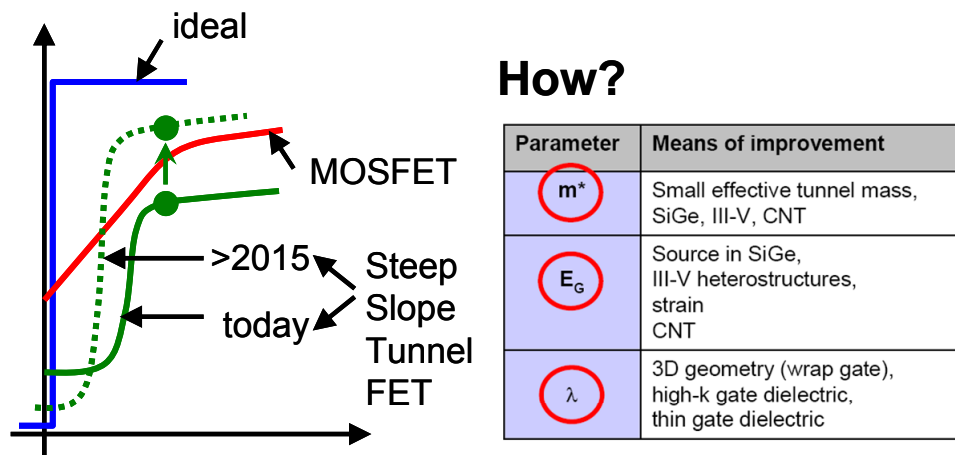 ideal
MOSFET
>2015
today
Steep
Slope
Tunnel
FET
How?
Parameter
Means of improvement
m*
Small effective tunnel mass,
SiGe, III-V, CNT
E_G
Source in SiGe,
III-V heterostructures,
strain
CNT
λ
3D geometry (wrap gate),
high-k gate dielectric,
thin gate dielectric